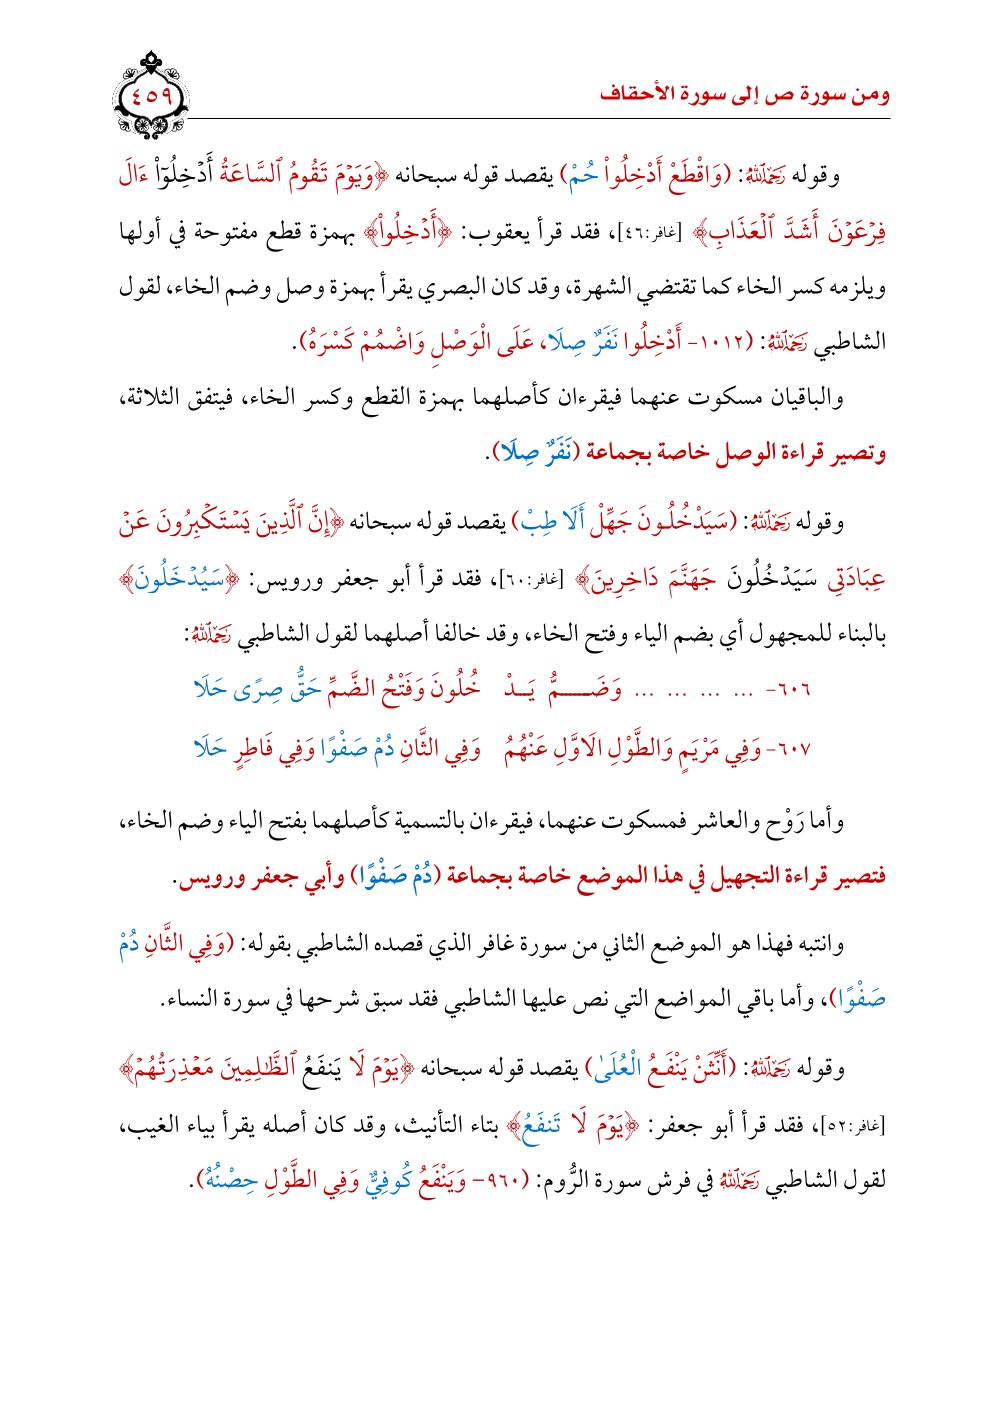 ومن سورة ص إلى سورة الأحقاف
٤٥٩
وقوله رَحِمَهُ اللَّهُ: (وَاقْطَعْ أَدْخِلُواْ حُمْ) يقصد قوله سبحانه ﴿وَيَوْمَ تَقُومُ ٱلسَّاعَةُ أَدْخِلُوٓاْ ءَالَ
فِرْعَوْنَ أَشَدَّ ٱلْعَذَابِ﴾ [غافر:٤٦]، فقد قرأ يعقوب: ﴿أَدْخِلُواْ﴾ بهمزة قطع مفتوحة في أولها
ويلزمه كسر الخاء كما تقتضي الشهرة، وقد كان البصري يقرأ بهمزة وصل وضم الخاء، لقول
الشاطبي رَحِمَهُ اللَّهُ: (١٠١٢- أَدْخِلُوا نَفَرٌ صِلَا، عَلَى الْوَصْلِ وَاضْمُمْ كَسْرَهُ).
والباقيان مسكوت عنهما فيقرءان كأصلهما بهمزة القطع وكسر الخاء، فيتفق الثلاثة،
وتصير قراءة الوصل خاصة بجماعة (نَفَرٌ صِلَا).
وقوله رَحِمَهُ اللَّهُ: (سَيَدْخُلُونَ جَهِّلْ أَلَا طِبْ) يقصد قوله سبحانه ﴿إِنَّ ٱلَّذِينَ يَسْتَكْبِرُونَ عَنْ
عِبَادَتِي سَيَدْخُلُونَ جَهَنَّمَ دَاخِرِينَ﴾ [غافر:٦٠]، فقد قرأ أبو جعفر ورويس: ﴿سَيُدْخَلُونَ﴾
بالبناء للمجهول أي بضم الياء وفتح الخاء، وقد خالفا أصلهما لقول الشاطبي رَحِمَهُ اللَّهُ:
٦٠٦- ... ... ... ... وَضَـــمُّ يَــدْ خُلُونَ وَفَتْحُ الضَّمِّ حَقُّ صِرًى حَلَا
٦٠٧- وَفِي مَرْيَمٍ وَالطَّوْلِ الَاوَّلِ عَنْهُمُ وَفِي الثَّانِ دُمْ صَفْوًا وَفِي فَاطِرٍ حَلَا
وأما رَوْح والعاشر فمسكوت عنهما، فيقرءان بالتسمية كأصلهما بفتح الياء وضم الخاء،
فتصير قراءة التجهيل في هذا الموضع خاصة بجماعة (دُمْ صَفْوًا) وأبي جعفر ورويس.
وانتبه فهذا هو الموضع الثاني من سورة غافر الذي قصده الشاطبي بقوله: (وَفِي الثَّانِ دُمْ
صَفْوًا)، وأما باقي المواضع التي نص عليها الشاطبي فقد سبق شرحها في سورة النساء.
وقوله رَحِمَهُ اللَّهُ: (أَنِّثَنْ يَنْفَعُ الْعُلَىٰ) يقصد قوله سبحانه ﴿يَوْمَ لَا يَنفَعُ ٱلظَّٰلِمِينَ مَعْذِرَتُهُمْ﴾
[غافر:٥٢]، فقد قرأ أبو جعفر: ﴿يَوْمَ لَا تَنفَعُ﴾ بتاء التأنيث، وقد كان أصله يقرأ بياء الغيب،
لقول الشاطبي رَحِمَهُ اللَّهُ في فرش سورة الرُّوم: (٩٦٠- وَيَنْفَعُ كُوفِيٌّ وَفِي الطَّوْلِ حِصْنُهُ).